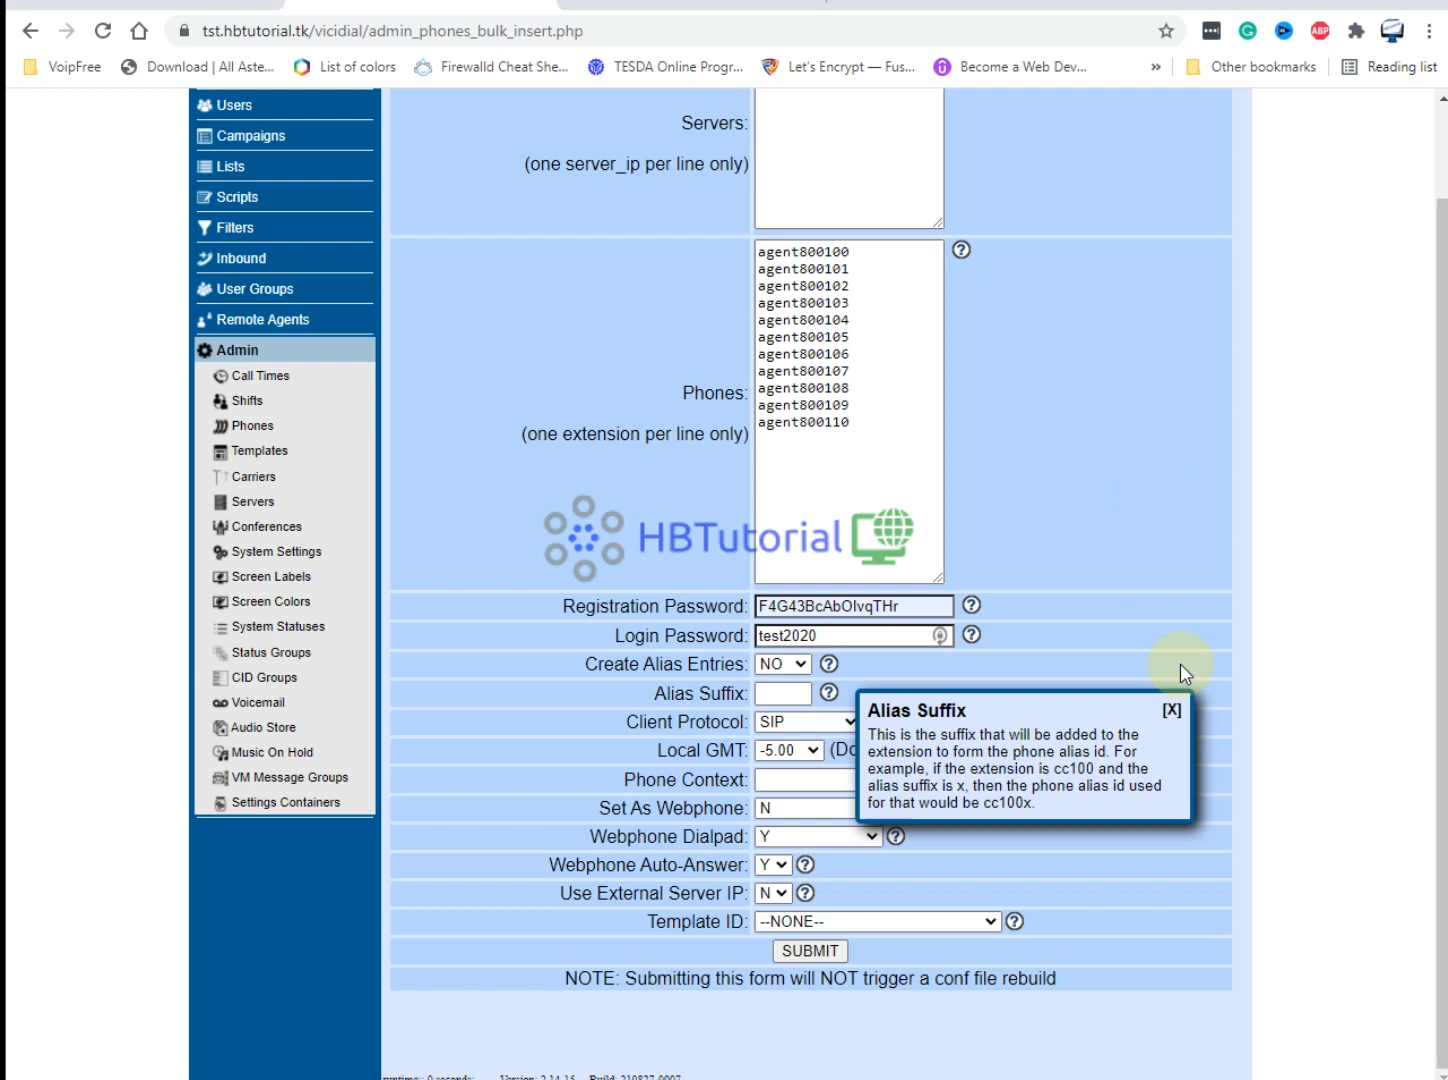 tst.hbtutorial.tk/vicidial/admin_phones_bulk_insert.php
ABP
VoipFree
Download | All Aste...
List of colors
Firewalld Cheat She...
TESDA Online Progr...
Let's Encrypt — Fus...
Become a Web Dev...
»
Other bookmarks
Reading list
Users
Campaigns
Lists
Scripts
Filters
Inbound
User Groups
Remote Agents
Admin
Call Times
Shifts
Phones
Templates
Carriers
Servers
Conferences
System Settings
Screen Labels
Screen Colors
System Statuses
Status Groups
CID Groups
Voicemail
Audio Store
Music On Hold
VM Message Groups
Settings Containers
Servers:
(one server_ip per line only)
Phones:
(one extension per line only)
agent800100
agent800101
agent800102
agent800103
agent800104
agent800105
agent800106
agent800107
agent800108
agent800109
agent800110
HBTutorial
Registration Password: F4G43BcAbOIvqTHr
Login Password: test2020
Create Alias Entries: NO
Alias Suffix:
Client Protocol: SIP
Local GMT: -5.00 (Do
Phone Context:
Set As Webphone: N
Webphone Dialpad: Y
Webphone Auto-Answer: Y
Use External Server IP: N
Template ID: --NONE--
SUBMIT
NOTE: Submitting this form will NOT trigger a conf file rebuild
Alias Suffix [X]
This is the suffix that will be added to the
extension to form the phone alias id. For
example, if the extension is cc100 and the
alias suffix is x, then the phone alias id used
for that would be cc100x.